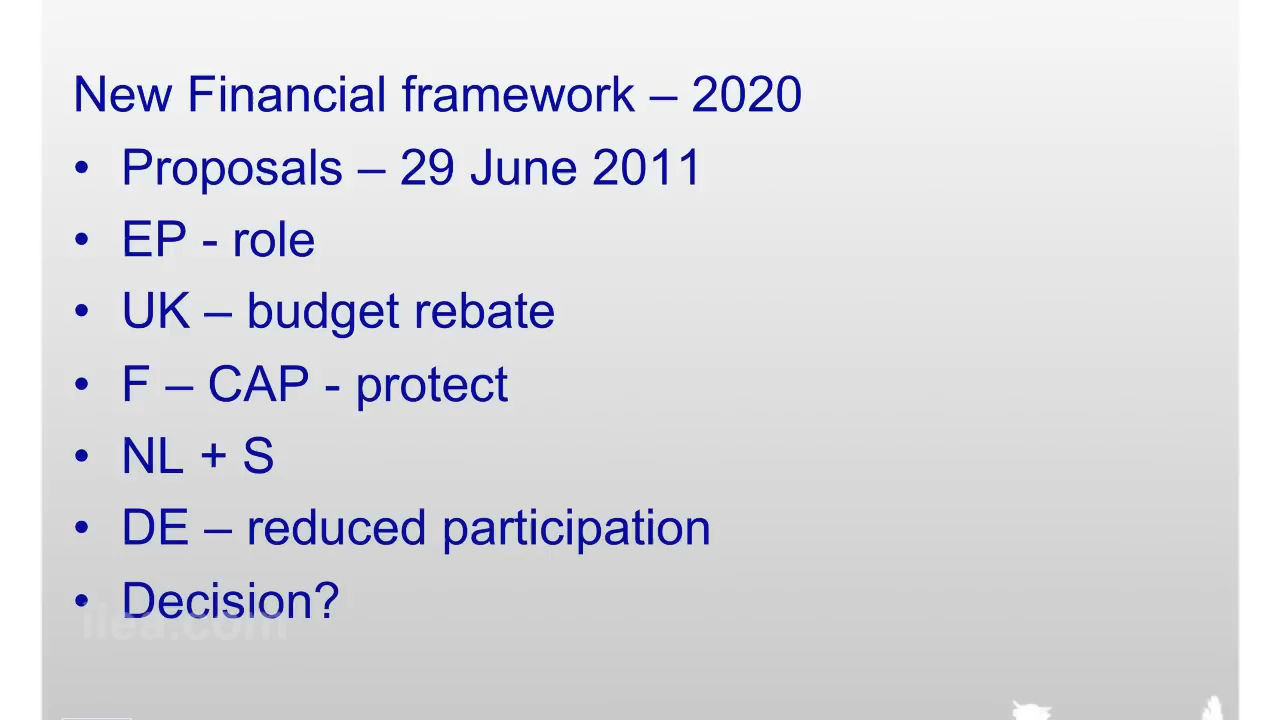 New Financial framework – 2020
• Proposals – 29 June 2011
• EP - role
• UK – budget rebate
• F – CAP - protect
• NL + S
• DE – reduced participation
• Decision?